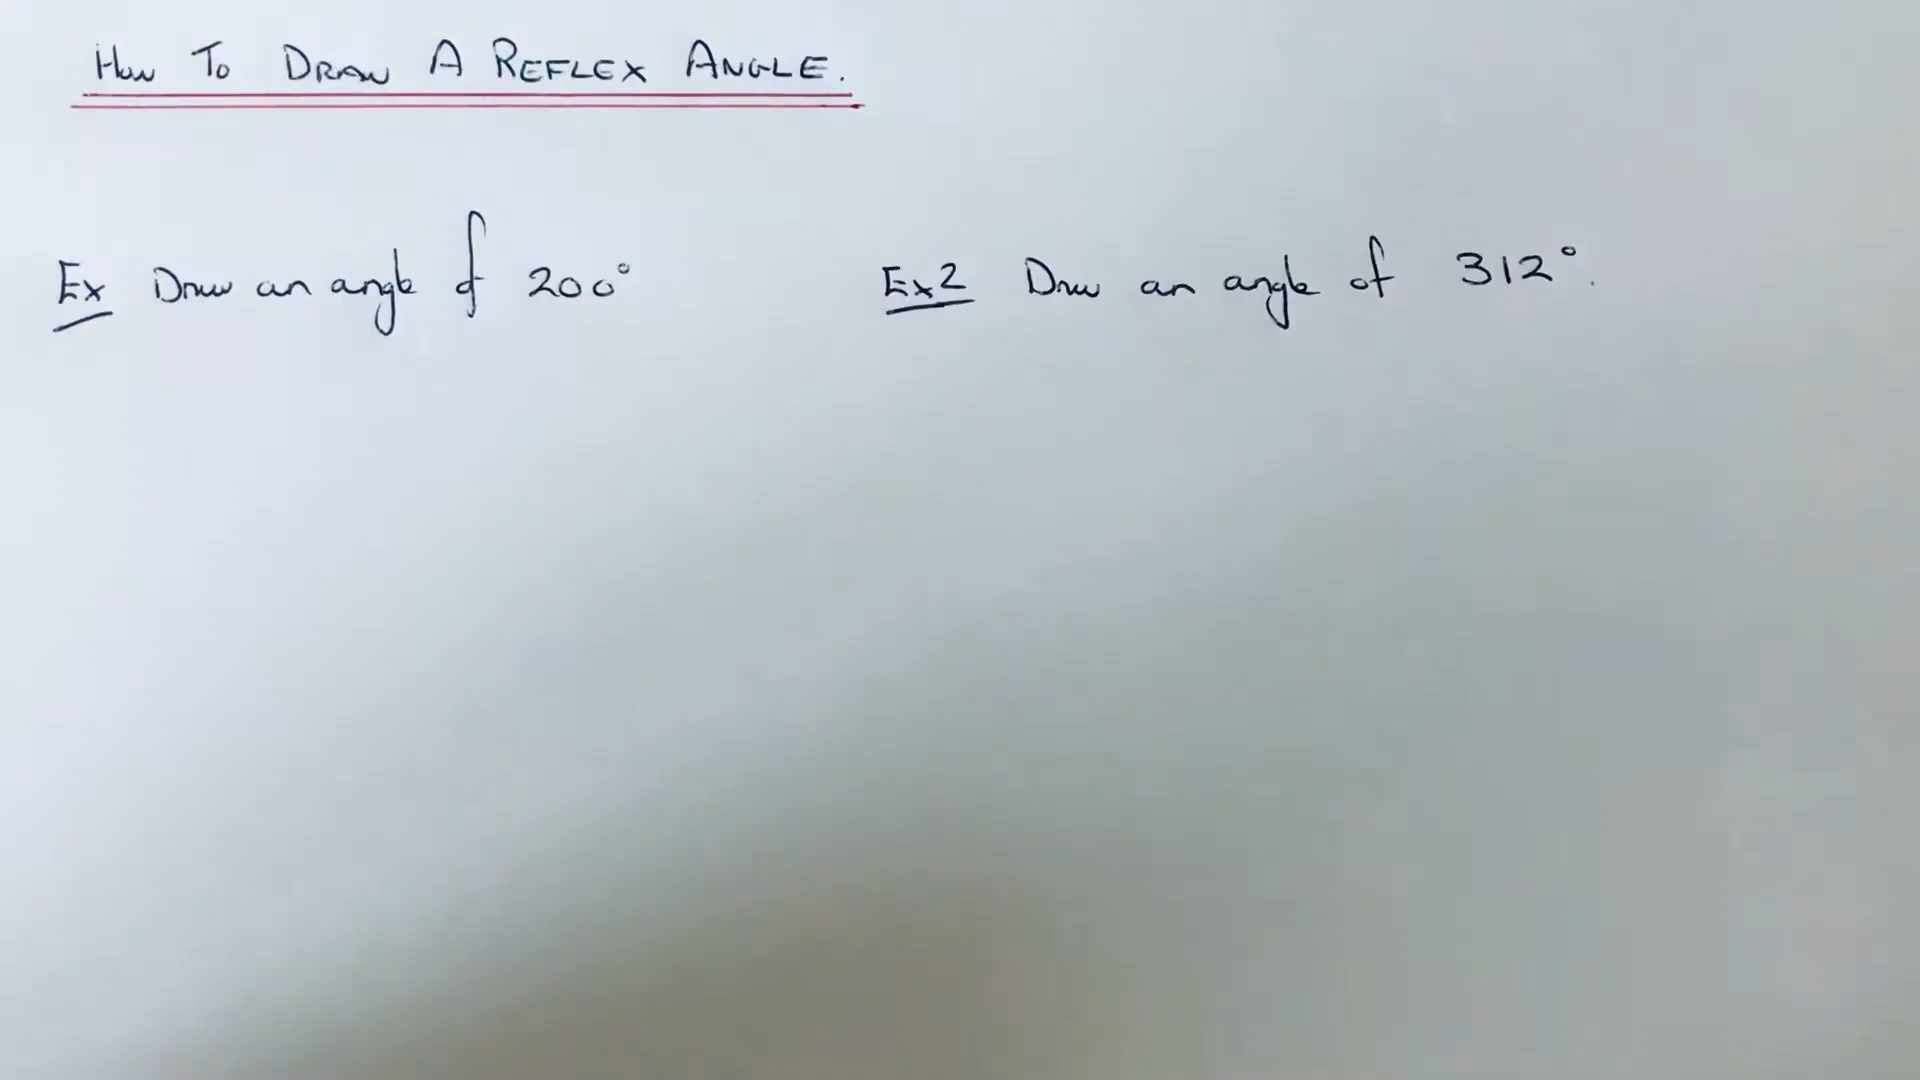 How To Draw A Reflex Angle.
Ex Draw an angle of 200°
Ex2 Draw an angle of 312°.